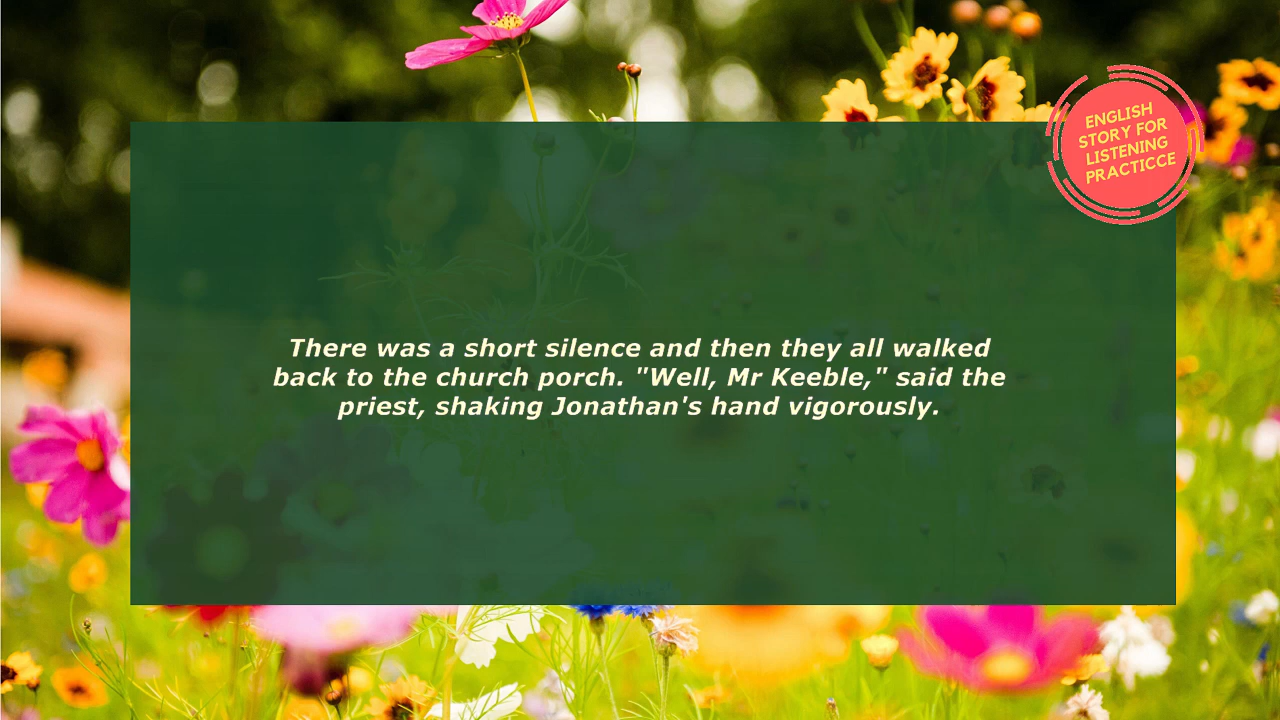 ENGLISH
STORY FOR
LISTENING
PRACTICCE
There was a short silence and then they all walked
back to the church porch. "Well, Mr Keeble," said the
priest, shaking Jonathan's hand vigorously.